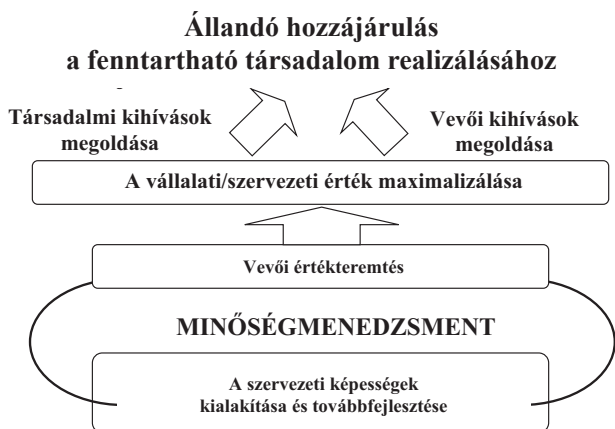 Állandó hozzájárulás
a fenntartható társadalom realizálásához
Társadalmi kihívások
megoldása
Vevői kihívások
megoldása
A vállalati/szervezeti érték maximalizálása
Vevői értékteremtés
MINŐSÉGMENEDZSMENT
A szervezeti képességek
kialakítása és továbbfejlesztése